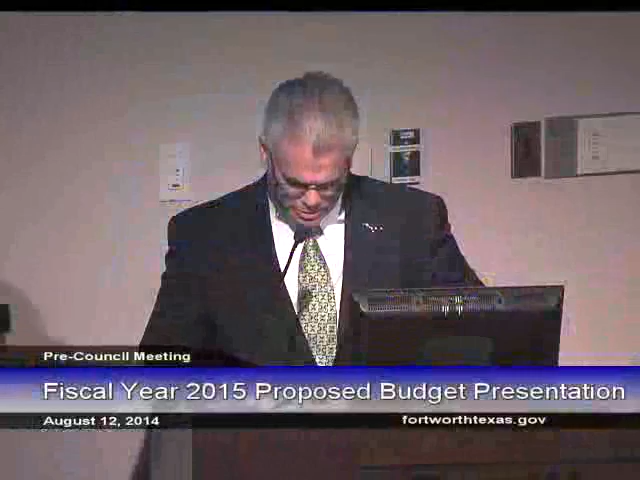 Pre-Council Meeting
Fiscal Year 2015 Proposed Budget Presentation
August 12, 2014 fortworthtexas.gov